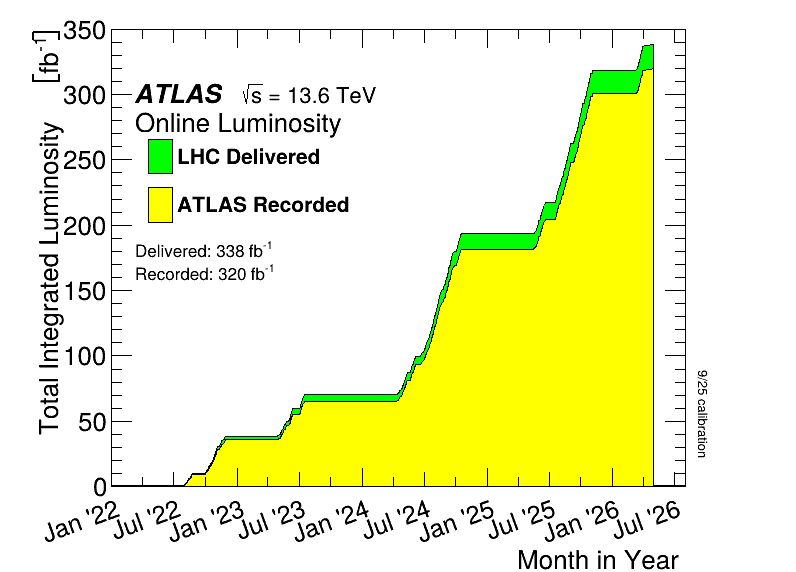 Total Integrated Luminosity [fb⁻¹]
350
300
250
200
150
100
50
0
ATLAS √s = 13.6 TeV
Online Luminosity
LHC Delivered
ATLAS Recorded
Delivered: 338 fb⁻¹
Recorded: 320 fb⁻¹
9/25 calibration
Jan '22 Jul '22 Jan '23 Jul '23 Jan '24 Jul '24 Jan '25 Jul '25 Jan '26 Jul '26
Month in Year